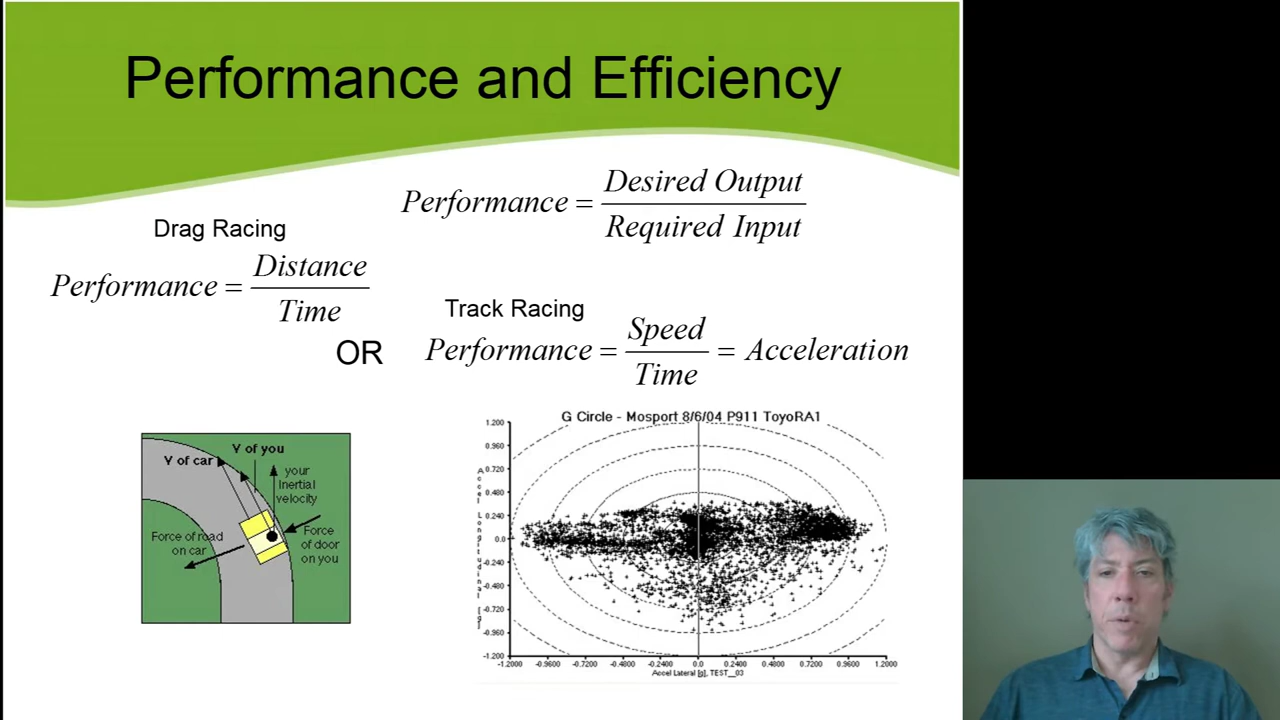 Performance and Efficiency
Performance = Desired Output / Required Input
Drag Racing
Performance = Distance / Time
OR
Track Racing
Performance = Speed / Time = Acceleration
V of you
V of car
your
Inertial
velocity
Force of road
on car
Force
of door
on you
G Circle - Mosport 8/6/04 P911 ToyoRA1
1.200
0.960
0.720
0.480
0.240
0.0
-0.240
-0.480
-0.720
-0.960
-1.200
-1.2000 -0.9600 -0.7200 -0.4800 -0.2400 0.0 0.2400 0.4800 0.7200 0.9600 1.2000
Accel Lateral [g], TEST__03